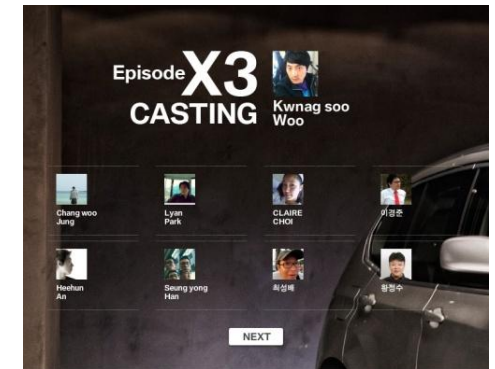 Episode X3
CASTING
Kwnag soo
Woo
Chang woo
Jung
Lyan
Park
CLAIRE
CHOI
이경준
Heehun
An
Seung yong
Han
최성배
황정수
NEXT